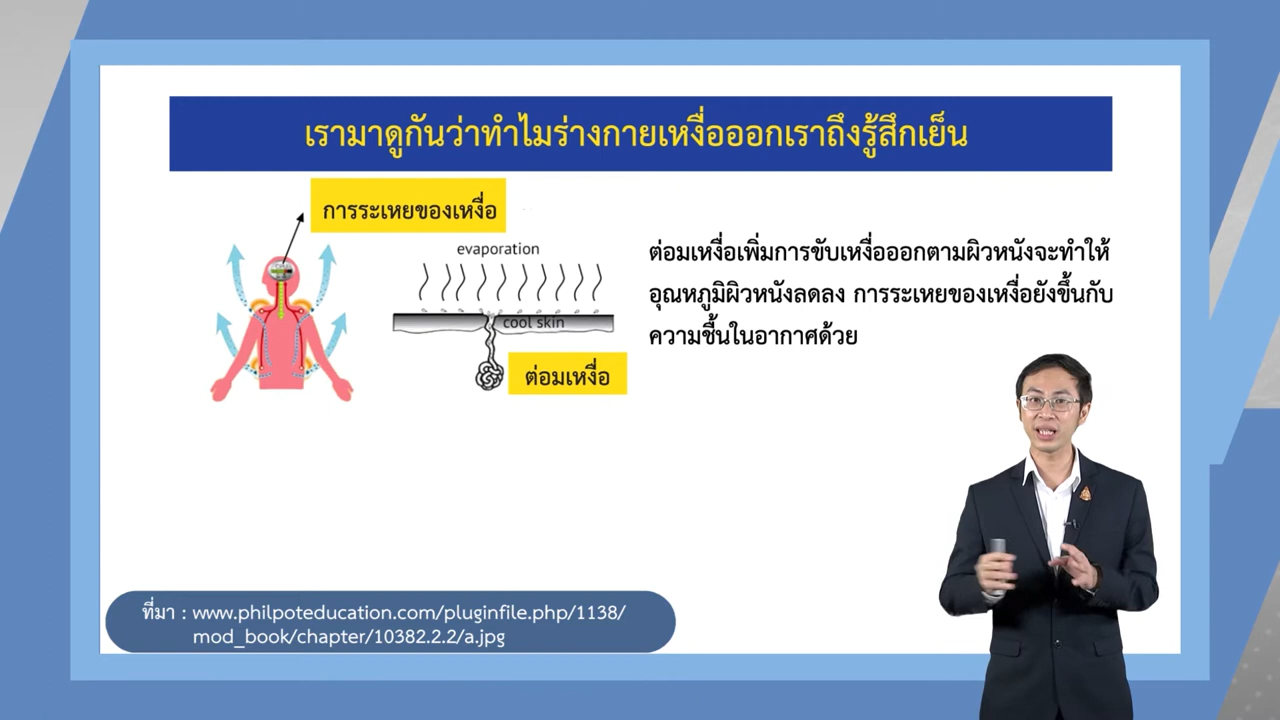 เรามาดูกันว่าทำไมร่างกายเหงื่อออกเราถึงรู้สึกเย็น
การระเหยของเหงื่อ
evaporation
cool skin
ต่อมเหงื่อ
ต่อมเหงื่อเพิ่มการขับเหงื่อออกตามผิวหนังจะทำให้
อุณหภูมิผิวหนังลดลง การระเหยของเหงื่อยังขึ้นกับ
ความชื้นในอากาศด้วย
ที่มา : www.philpoteducation.com/pluginfile.php/1138/
mod_book/chapter/10382.2.2/a.jpg